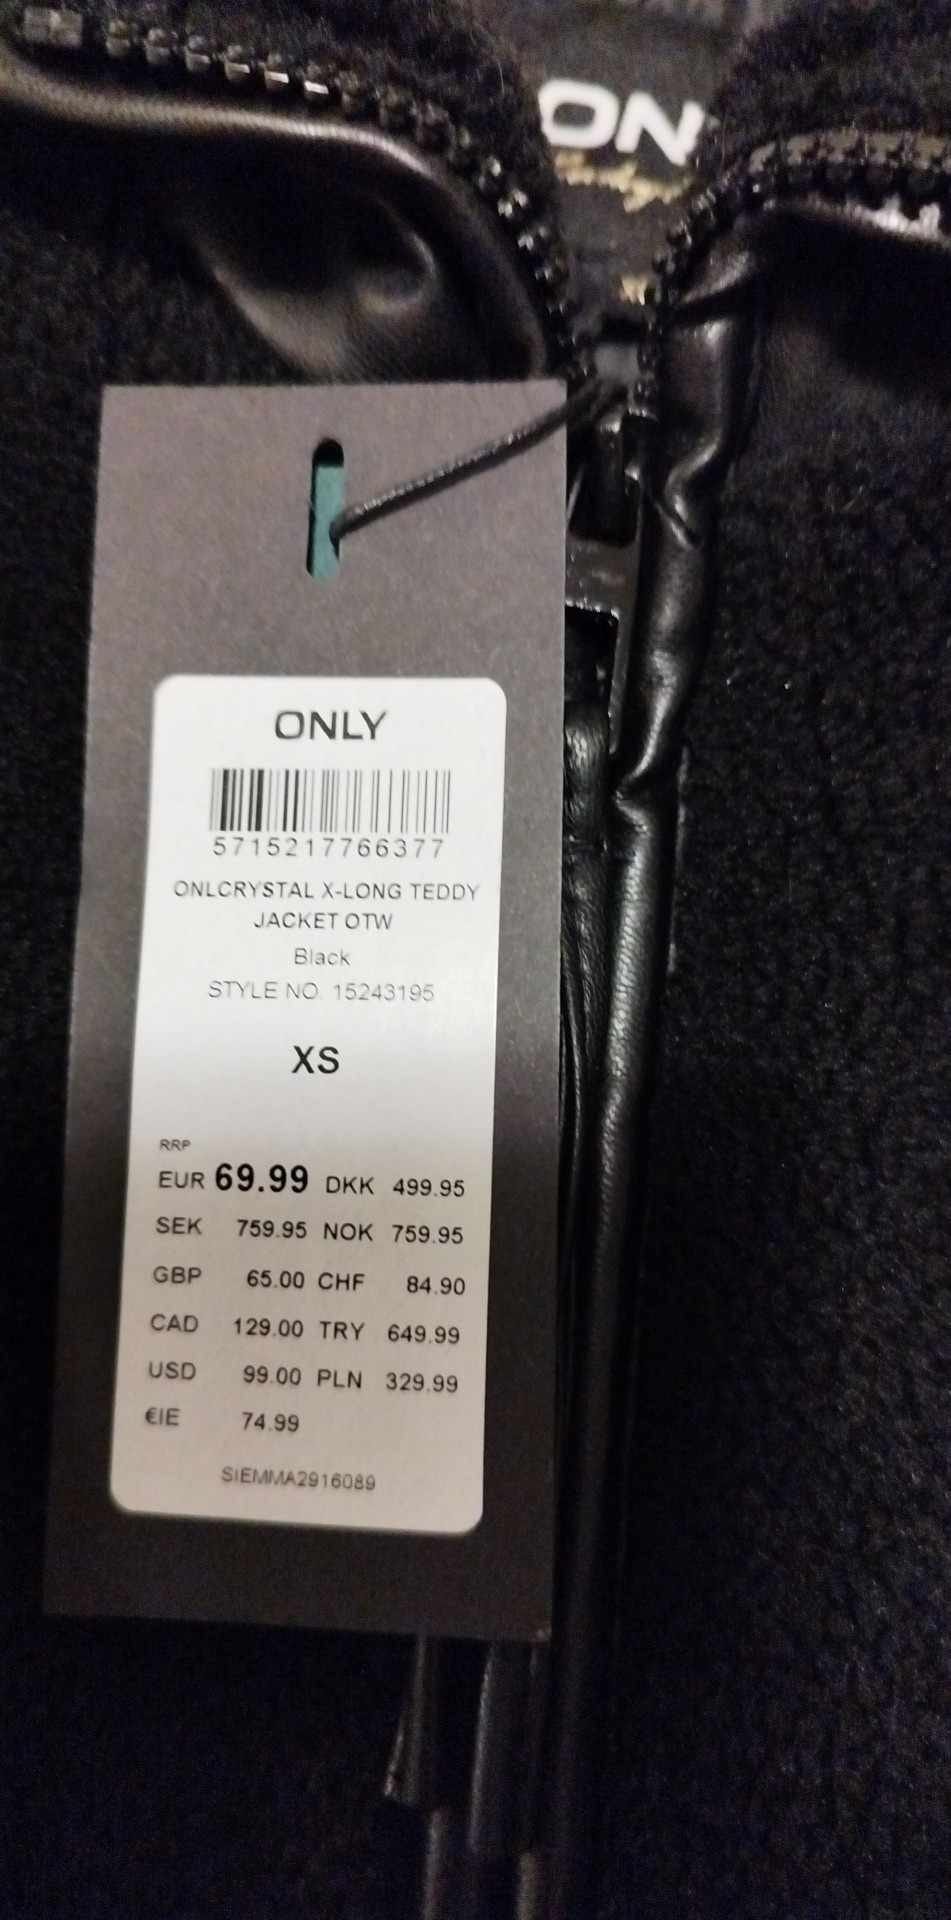 ON
ONLY
5715217766377
ONLCRYSTAL X-LONG TEDDY
JACKET OTW
Black
STYLE NO. 15243195
XS
RRP
EUR 69.99 DKK 499.95
SEK 759.95 NOK 759.95
GBP 65.00 CHF 84.90
CAD 129.00 TRY 649.99
USD 99.00 PLN 329.99
€IE 74.99
SIEMMA2916089